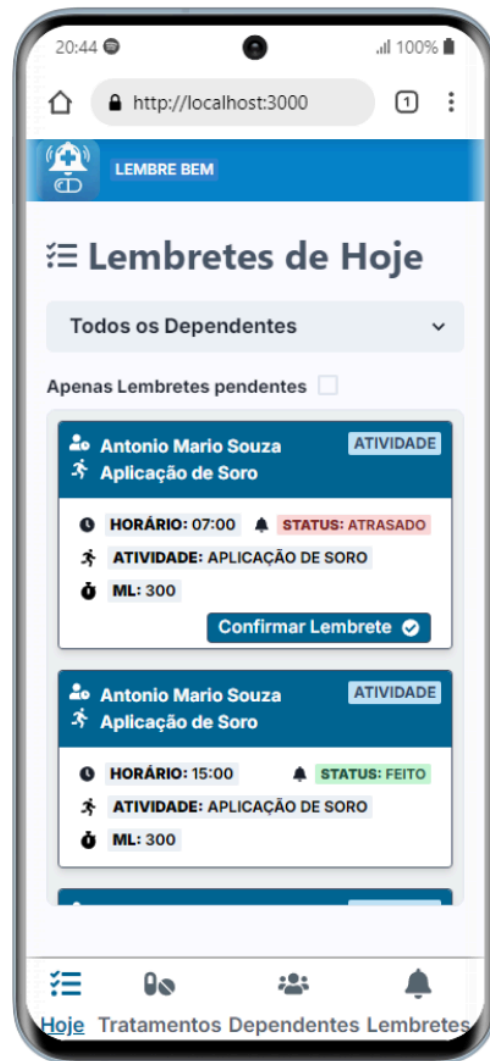 20:44 100%
http://localhost:3000 1
LEMBRE BEM
Lembretes de Hoje
Todos os Dependentes
Apenas Lembretes pendentes
Antonio Mario Souza ATIVIDADE
Aplicação de Soro
HORÁRIO: 07:00 STATUS: ATRASADO
ATIVIDADE: APLICAÇÃO DE SORO
ML: 300
Confirmar Lembrete
Antonio Mario Souza ATIVIDADE
Aplicação de Soro
HORÁRIO: 15:00 STATUS: FEITO
ATIVIDADE: APLICAÇÃO DE SORO
ML: 300
Hoje Tratamentos Dependentes Lembretes